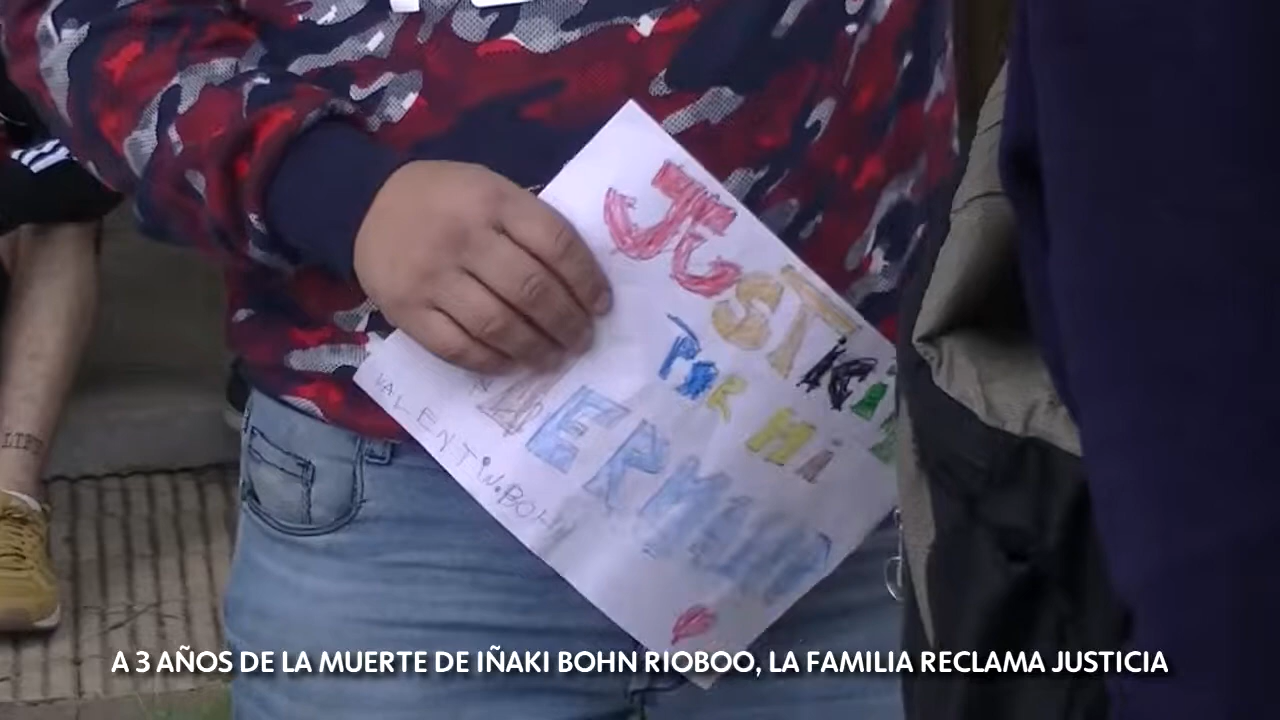 JUSTICIA
POR Mi
HERMANO
VALENTIN.BOHN
A 3 AÑOS DE LA MUERTE DE IÑAKI BOHN RIOBOO, LA FAMILIA RECLAMA JUSTICIA